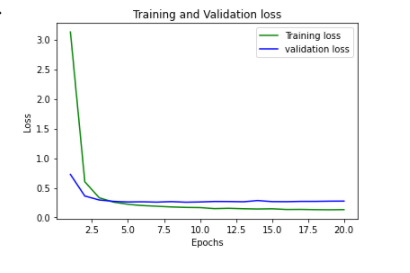 Training and Validation loss
Training loss
validation loss
3.0
2.5
2.0
1.5
1.0
0.5
0.0
Loss
2.5 5.0 7.5 10.0 12.5 15.0 17.5 20.0
Epochs